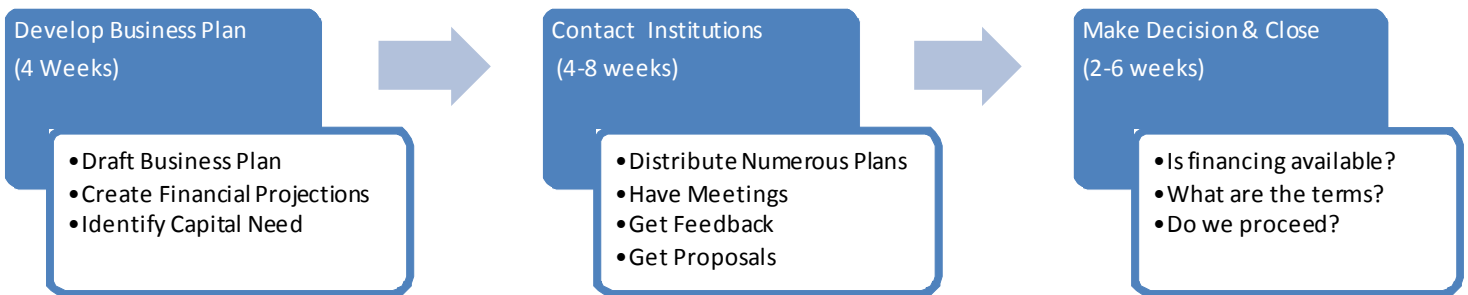 Develop Business Plan
(4 Weeks)
•Draft Business Plan
•Create Financial Projections
•Identify Capital Need
Contact Institutions
(4-8 weeks)
•Distribute Numerous Plans
•Have Meetings
•Get Feedback
•Get Proposals
Make Decision & Close
(2-6 weeks)
•Is financing available?
•What are the terms?
•Do we proceed?